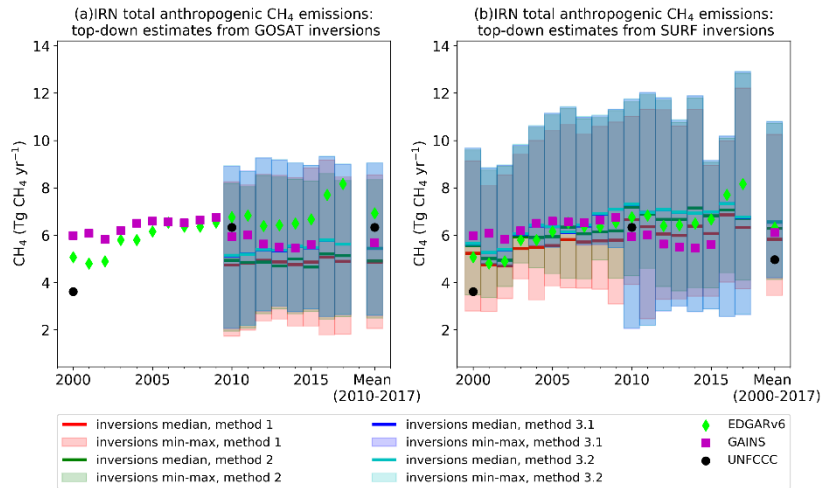 (a)IRN total anthropogenic CH₄ emissions:
top-down estimates from GOSAT inversions
(b)IRN total anthropogenic CH₄ emissions:
top-down estimates from SURF inversions
CH₄ (Tg CH₄ yr⁻¹)
14
12
10
8
6
4
2
2000
2005
2010
2015
Mean
(2010-2017)
CH₄ (Tg CH₄ yr⁻¹)
14
12
10
8
6
4
2
2000
2005
2010
2015
Mean
(2000-2017)
inversions median, method 1
inversions min-max, method 1
inversions median, method 2
inversions min-max, method 2
inversions median, method 3.1
inversions min-max, method 3.1
inversions median, method 3.2
inversions min-max, method 3.2
EDGARv6
GAINS
UNFCCC